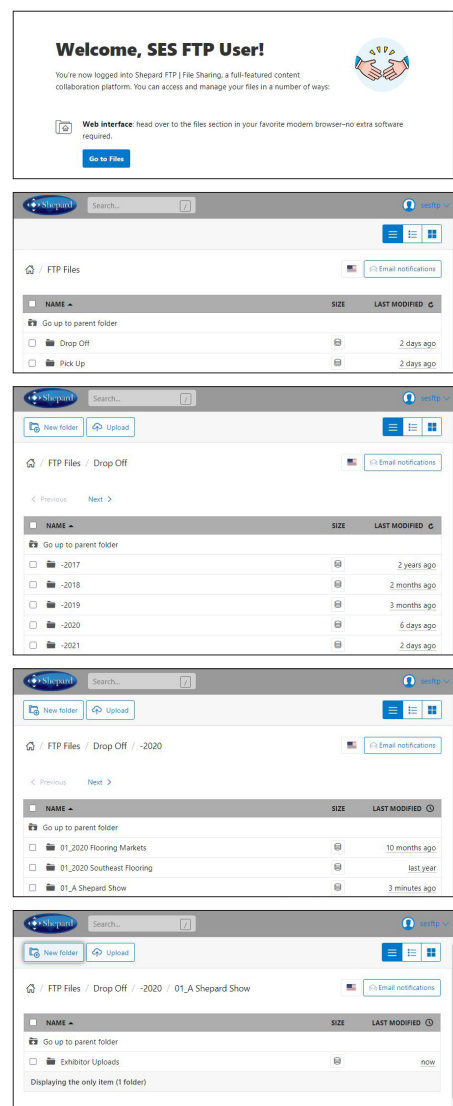 Welcome, SES FTP User!
You're now logged into Shepard FTP | File Sharing, a full-featured content
collaboration platform. You can access and manage your files in a number of ways:
Web interface: head over to the files section in your favorite modern browser–no extra software
required.
Go to Files
Shepard Search... / sesftp
/ FTP Files Email notifications
NAME SIZE LAST MODIFIED
Go up to parent folder
Drop Off 2 days ago
Pick Up 2 days ago
Shepard Search... / sesftp
New folder Upload
/ FTP Files / Drop Off Email notifications
< Previous Next >
NAME SIZE LAST MODIFIED
Go up to parent folder
-2017 2 years ago
-2018 2 months ago
-2019 3 months ago
-2020 6 days ago
-2021 2 days ago
Shepard Search... / sesftp
New folder Upload
/ FTP Files / Drop Off / -2020 Email notifications
< Previous Next >
NAME SIZE LAST MODIFIED
Go up to parent folder
01_2020 Flooring Markets 10 months ago
01_2020 Southeast Flooring last year
01_A Shepard Show 3 minutes ago
Shepard Search... / sesftp
New folder Upload
/ FTP Files / Drop Off / -2020 / 01_A Shepard Show Email notifications
NAME SIZE LAST MODIFIED
Go up to parent folder
Exhibitor Uploads now
Displaying the only item (1 folder)